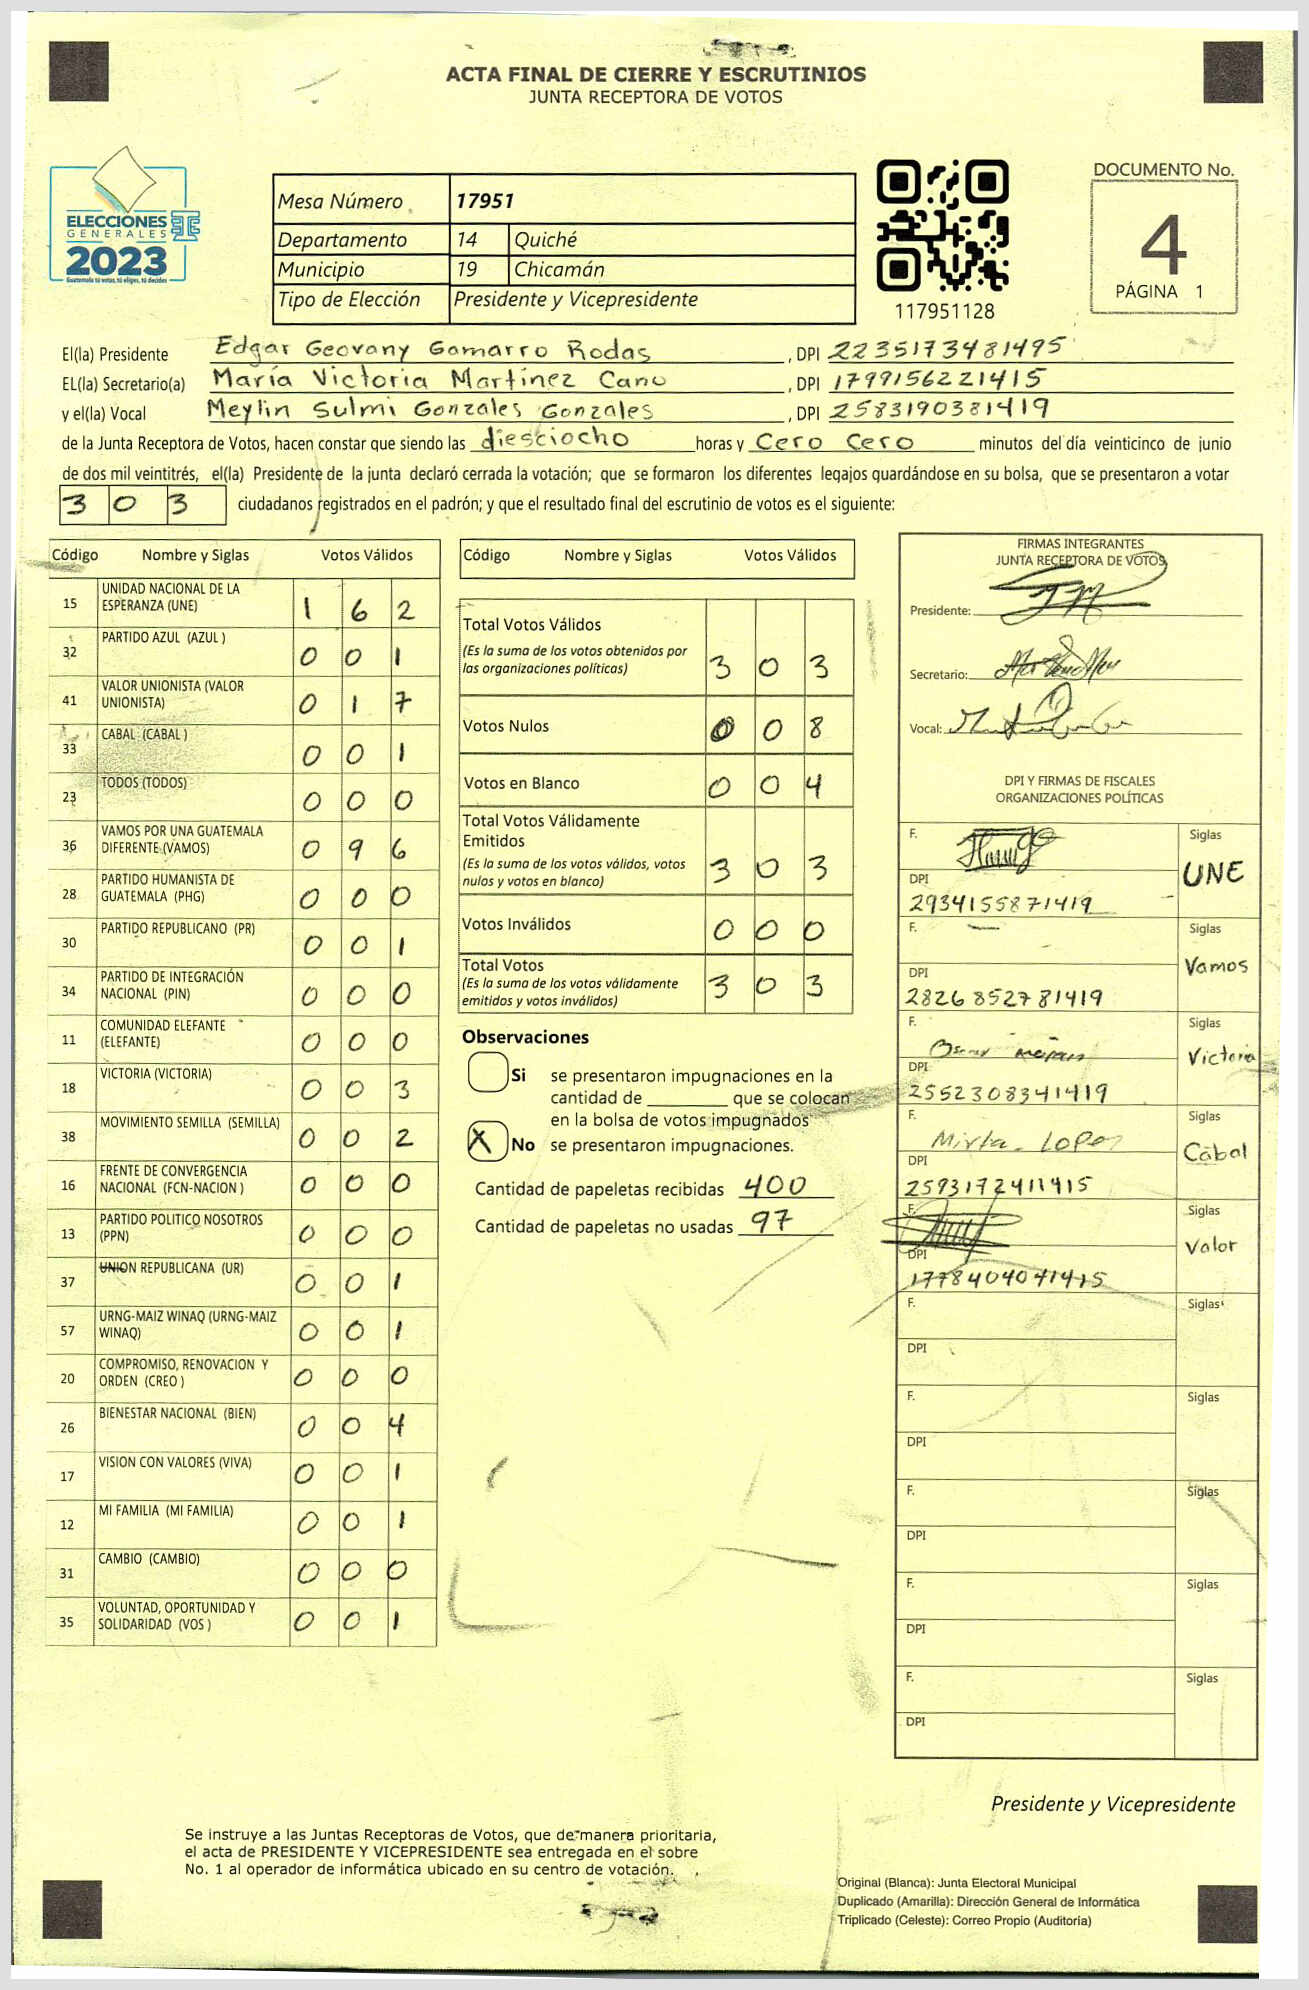 ACTA FINAL DE CIERRE Y ESCRUTINIOS
JUNTA RECEPTORA DE VOTOS
ELECCIONES
GENERALES
2023
Guatemala tú votas, tú eliges, tú decides
Mesa Número 17951
Departamento 14 Quiché
Municipio 19 Chicamán
Tipo de Elección Presidente y Vicepresidente
117951128
DOCUMENTO No.
4
PÁGINA 1
El(la) Presidente Edgar Geovany Gamarro Rodas, DPI 2235173481495
EL(la) Secretario(a) María Victoria Martínez Cano, DPI 1799156221415
y el(la) Vocal Meylin Sulmi Gonzales Gonzales, DPI 2583190381419
de la Junta Receptora de Votos, hacen constar que siendo las diesciocho horas y Cero Cero minutos del día veinticinco de junio
de dos mil veintitrés, el(la) Presidente de la junta declaró cerrada la votación; que se formaron los diferentes legajos guardándose en su bolsa, que se presentaron a votar
303 ciudadanos registrados en el padrón; y que el resultado final del escrutinio de votos es el siguiente:
Código Nombre y Siglas Votos Válidos
15 UNIDAD NACIONAL DE LA ESPERANZA (UNE) 1 6 2
32 PARTIDO AZUL (AZUL ) 0 0 1
41 VALOR UNIONISTA (VALOR UNIONISTA) 0 1 7
33 CABAL (CABAL ) 0 0 1
23 TODOS (TODOS) 0 0 0
36 VAMOS POR UNA GUATEMALA DIFERENTE (VAMOS) 0 9 6
28 PARTIDO HUMANISTA DE GUATEMALA (PHG) 0 0 0
30 PARTIDO REPUBLICANO (PR) 0 0 1
34 PARTIDO DE INTEGRACIÓN NACIONAL (PIN) 0 0 0
11 COMUNIDAD ELEFANTE (ELEFANTE) 0 0 0
18 VICTORIA (VICTORIA) 0 0 3
38 MOVIMIENTO SEMILLA (SEMILLA) 0 0 2
16 FRENTE DE CONVERGENCIA NACIONAL (FCN-NACION ) 0 0 0
13 PARTIDO POLITICO NOSOTROS (PPN) 0 0 0
37 UNION REPUBLICANA (UR) 0 0 1
57 URNG-MAIZ WINAQ (URNG-MAIZ WINAQ) 0 0 1
20 COMPROMISO, RENOVACION Y ORDEN (CREO ) 0 0 0
26 BIENESTAR NACIONAL (BIEN) 0 0 4
17 VISION CON VALORES (VIVA) 0 0 1
12 MI FAMILIA (MI FAMILIA) 0 0 1
31 CAMBIO (CAMBIO) 0 0 0
35 VOLUNTAD, OPORTUNIDAD Y SOLIDARIDAD (VOS ) 0 0 1
Código Nombre y Siglas Votos Válidos
Total Votos Válidos
(Es la suma de los votos obtenidos por
las organizaciones políticas) 3 0 3
Votos Nulos 0 0 8
Votos en Blanco 0 0 4
Total Votos Válidamente
Emitidos
(Es la suma de los votos válidos, votos
nulos y votos en blanco) 3 0 3
Votos Inválidos 0 0 0
Total Votos
(Es la suma de los votos válidamente
emitidos y votos inválidos) 3 0 3
Observaciones
Si se presentaron impugnaciones en la
cantidad de ________ que se colocan
en la bolsa de votos impugnados
X No se presentaron impugnaciones.
Cantidad de papeletas recibidas 400
Cantidad de papeletas no usadas 97
FIRMAS INTEGRANTES
JUNTA RECEPTORA DE VOTOS
Presidente:
Secretario:
Vocal:
DPI Y FIRMAS DE FISCALES
ORGANIZACIONES POLÍTICAS
F. Siglas
UNE
DPI
2934155871419
F. Siglas
Vamos
DPI
2826852781419
F. Siglas
Oscar Victoria
DPI
2552308341419
F. Siglas
Mirta Lopez Cabal
DPI
2593172411415
F. Siglas
Valor
DPI
1778404041415
F. Siglas
DPI
F. Siglas
DPI
F. Siglas
DPI
F. Siglas
DPI
F. Siglas
DPI
Presidente y Vicepresidente
Se instruye a las Juntas Receptoras de Votos, que de manera prioritaria,
el acta de PRESIDENTE Y VICEPRESIDENTE sea entregada en el sobre
No. 1 al operador de informática ubicado en su centro de votación.
Original (Blanca): Junta Electoral Municipal
Duplicado (Amarilla): Dirección General de Informática
Triplicado (Celeste): Correo Propio (Auditoría)